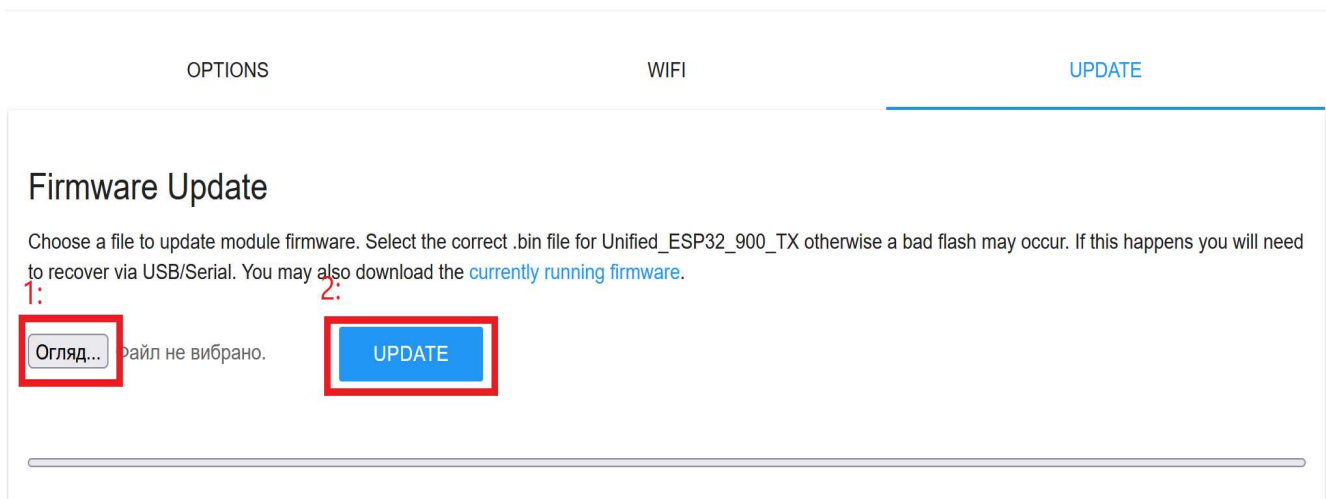 OPTIONS WIFI UPDATE
Firmware Update
Choose a file to update module firmware. Select the correct .bin file for Unified_ESP32_900_TX otherwise a bad flash may occur. If this happens you will need
to recover via USB/Serial. You may also download the currently running firmware.
1: 2:
Огляд... Файл не вибрано. UPDATE